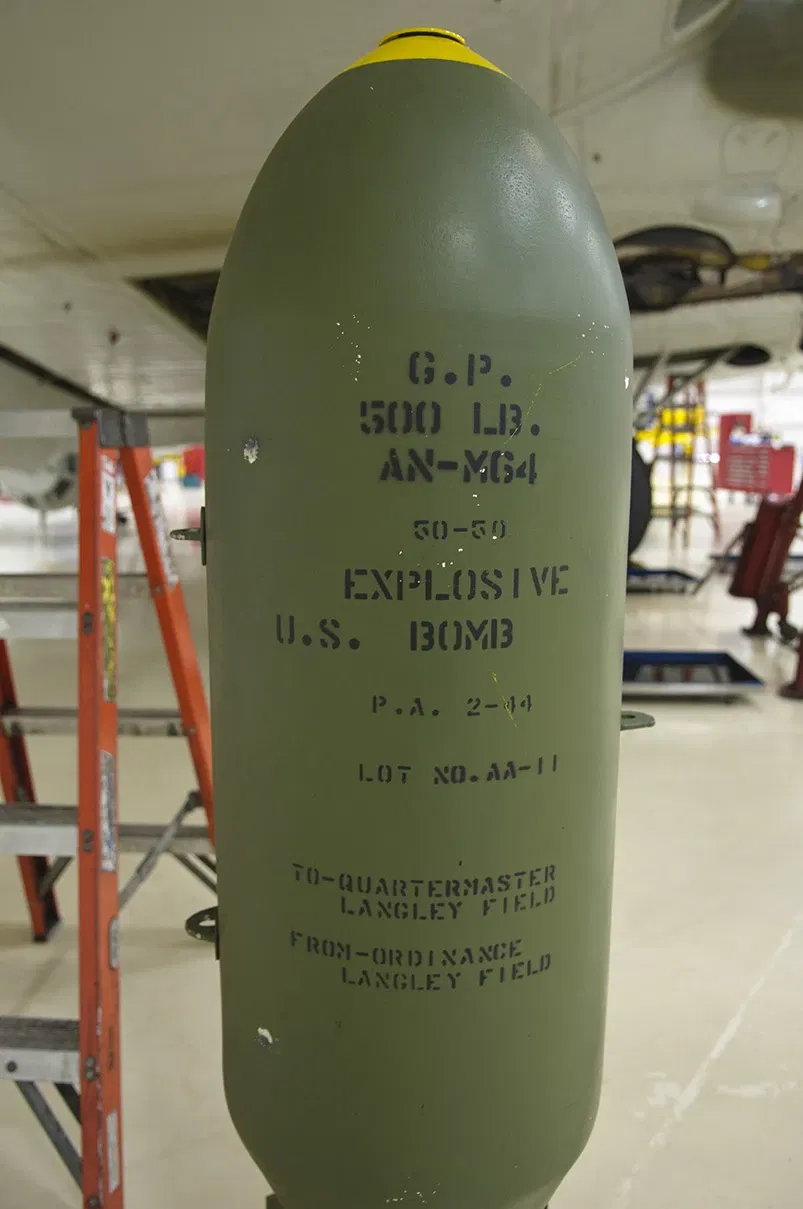 G.P.
500 LB.
AN-M64
50-50
EXPLOSIVE
U.S. BOMB
P.A. 2-44
LOT NO.AA-11
TO-QUARTERMASTER
LANGLEY FIELD
FROM-ORDINANCE
LANGLEY FIELD